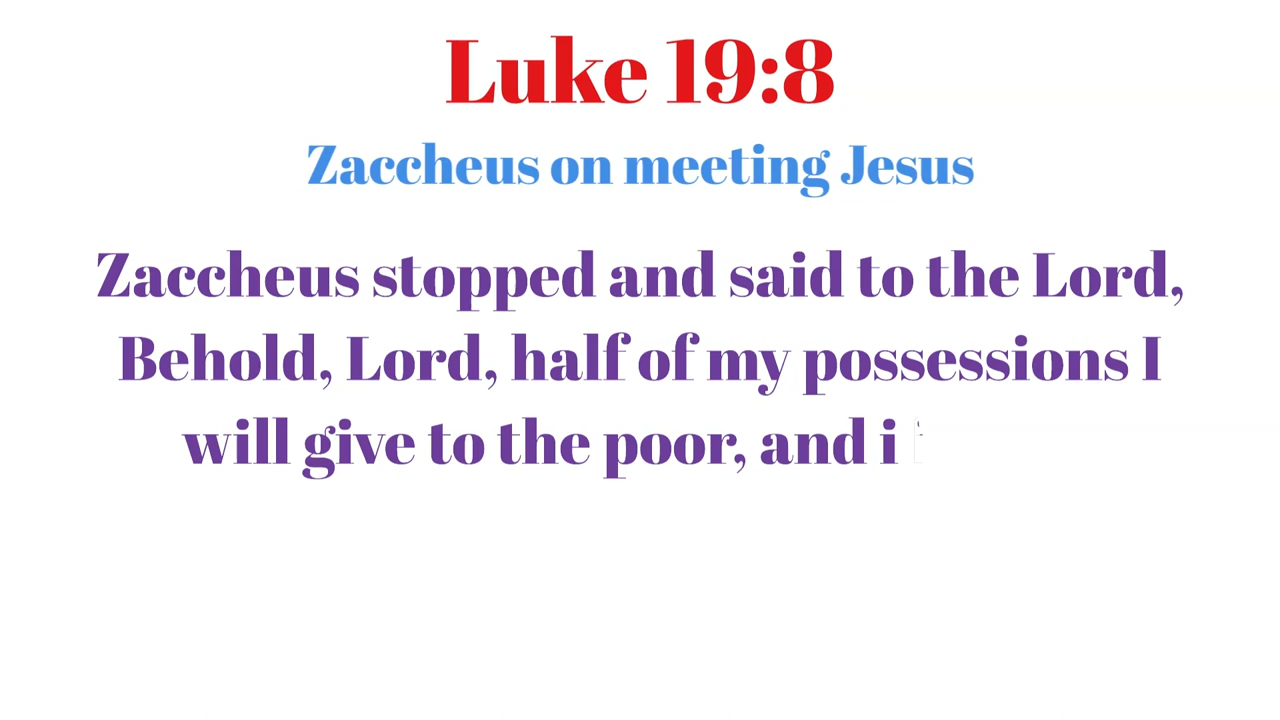 Luke 19:8
Zaccheus on meeting Jesus
Zaccheus stopped and said to the Lord,
Behold, Lord, half of my possessions I
will give to the poor, and i